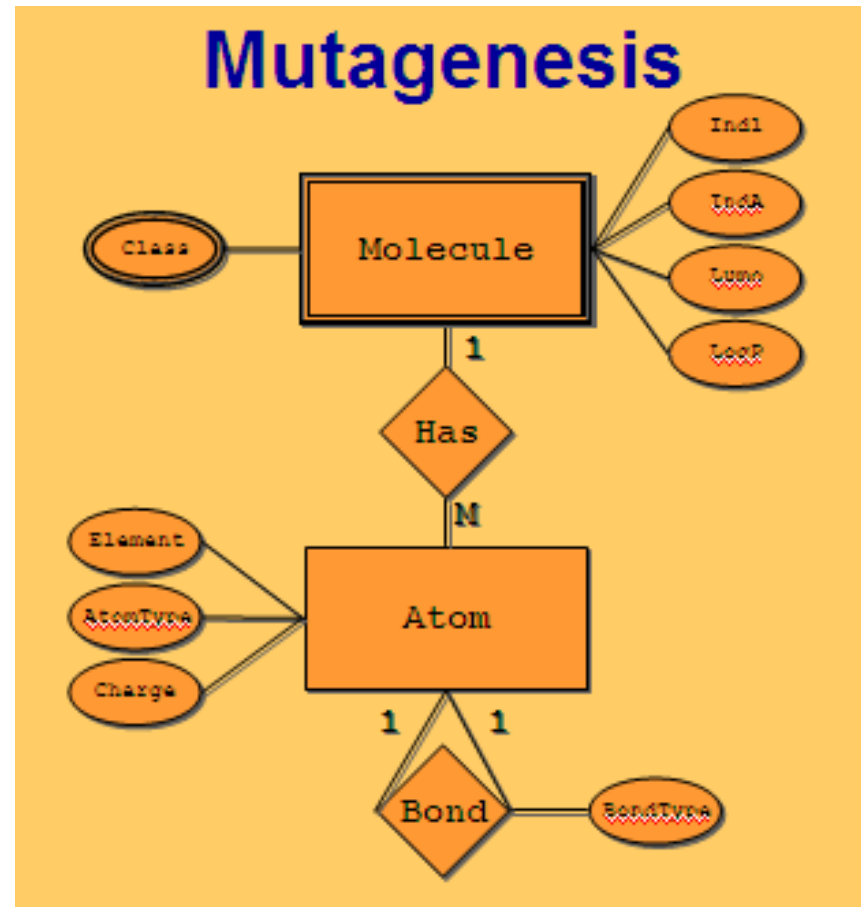 Mutagenesis
Ind1
IndA
Class
Molecule
Lumo
LogP
1
Has
M
Element
AtomType
Atom
Charge
1 1
Bond
BondType